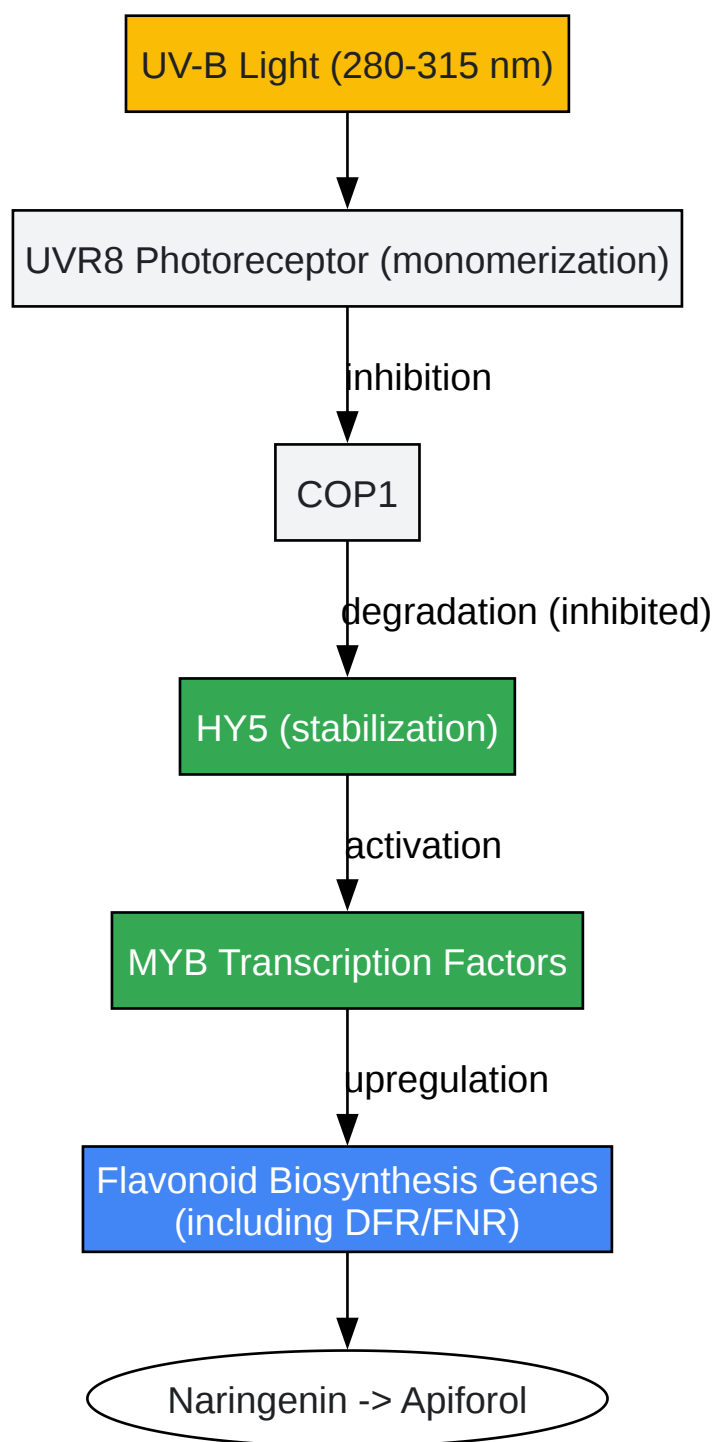 UV-B Light (280-315 nm)
UVR8 Photoreceptor (monomerization)
inhibition
COP1
degradation (inhibited)
HY5 (stabilization)
activation
MYB Transcription Factors
upregulation
Flavonoid Biosynthesis Genes
(including DFR/FNR)
Naringenin -> Apiforol